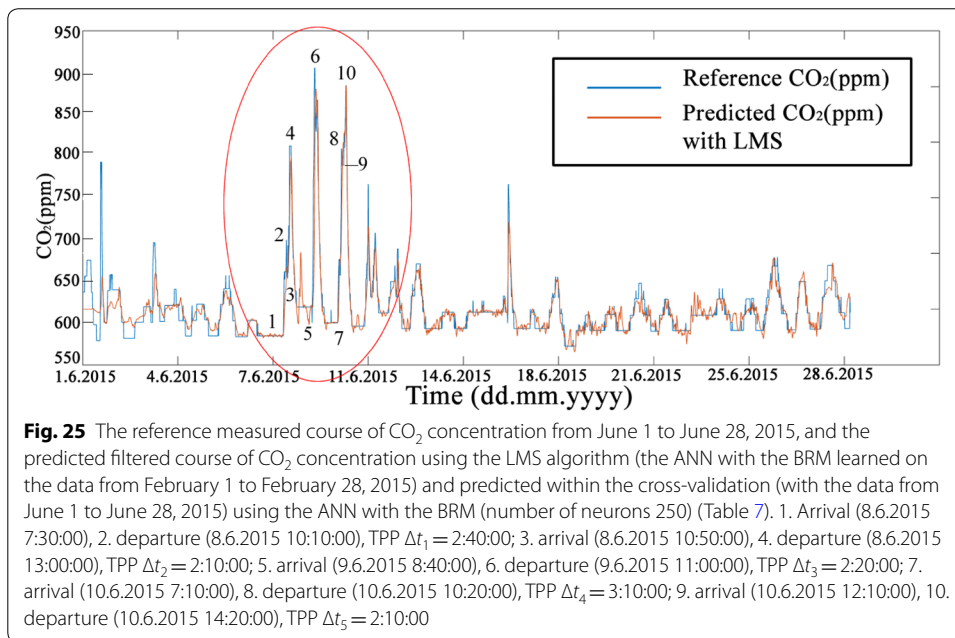 950
900
850
800
750
700
650
600
550
CO₂(ppm)
6
10
4
8
9
2
3
1
5
7
Reference CO₂(ppm)
Predicted CO₂(ppm)
with LMS
1.6.2015 4.6.2015 7.6.2015 11.6.2015 14.6.2015 18.6.2015 21.6.2015 25.6.2015 28.6.2015
Time (dd.mm.yyyy)
Fig. 25 The reference measured course of CO₂ concentration from June 1 to June 28, 2015, and the
predicted filtered course of CO₂ concentration using the LMS algorithm (the ANN with the BRM learned on
the data from February 1 to February 28, 2015) and predicted within the cross-validation (with the data from
June 1 to June 28, 2015) using the ANN with the BRM (number of neurons 250) (Table 7). 1. Arrival (8.6.2015
7:30:00), 2. departure (8.6.2015 10:10:00), TPP Δt₁ = 2:40:00; 3. arrival (8.6.2015 10:50:00), 4. departure (8.6.2015
13:00:00), TPP Δt₂ = 2:10:00; 5. arrival (9.6.2015 8:40:00), 6. departure (9.6.2015 11:00:00), TPP Δt₃ = 2:20:00; 7.
arrival (10.6.2015 7:10:00), 8. departure (10.6.2015 10:20:00), TPP Δt₄ = 3:10:00; 9. arrival (10.6.2015 12:10:00), 10.
departure (10.6.2015 14:20:00), TPP Δt₅ = 2:10:00